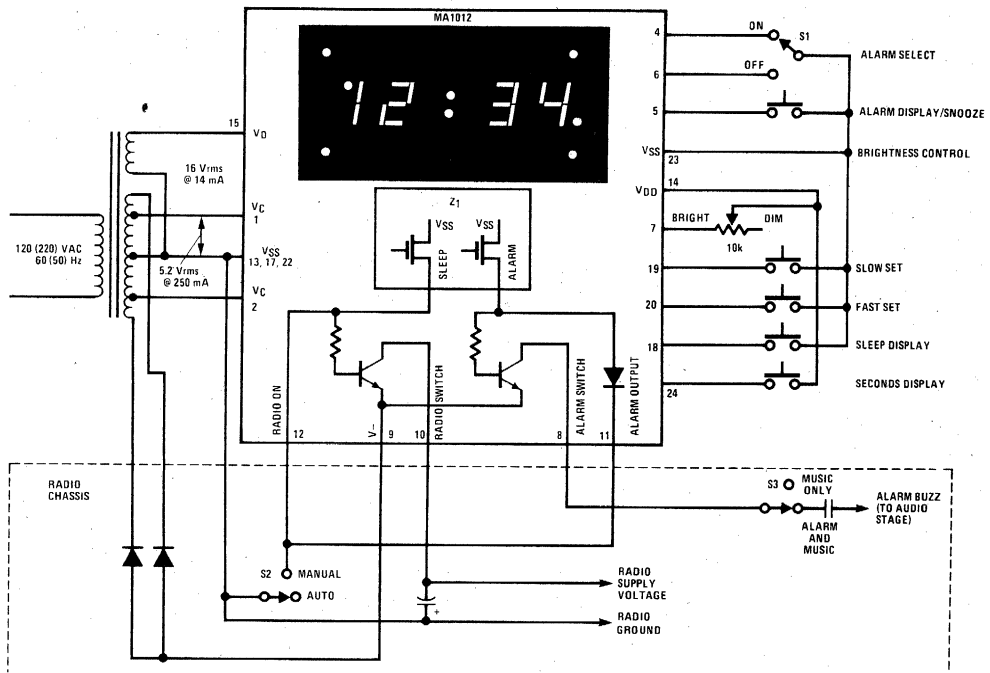 MA1012
12:34
4
ON
S1
ALARM SELECT
6
OFF
5
ALARM DISPLAY/SNOOZE
VSS
23
BRIGHTNESS CONTROL
14
VDD
7
BRIGHT
DIM
10k
19
SLOW SET
20
FAST SET
18
SLEEP DISPLAY
24
SECONDS DISPLAY
15
VD
16 Vrms
@ 14 mA
VC
1
120 (220) VAC
60 (50) Hz
VSS
13, 17, 22
5.2 Vrms
@ 250 mA
VC
2
Z1
VSS
VSS
SLEEP
ALARM
RADIO ON
12
V–
9
RADIO SWITCH
10
ALARM SWITCH
8
ALARM OUTPUT
11
RADIO
CHASSIS
S3
MUSIC
ONLY
ALARM
AND
MUSIC
ALARM BUZZ
(TO AUDIO
STAGE)
S2
MANUAL
AUTO
RADIO
SUPPLY
VOLTAGE
+
RADIO
GROUND